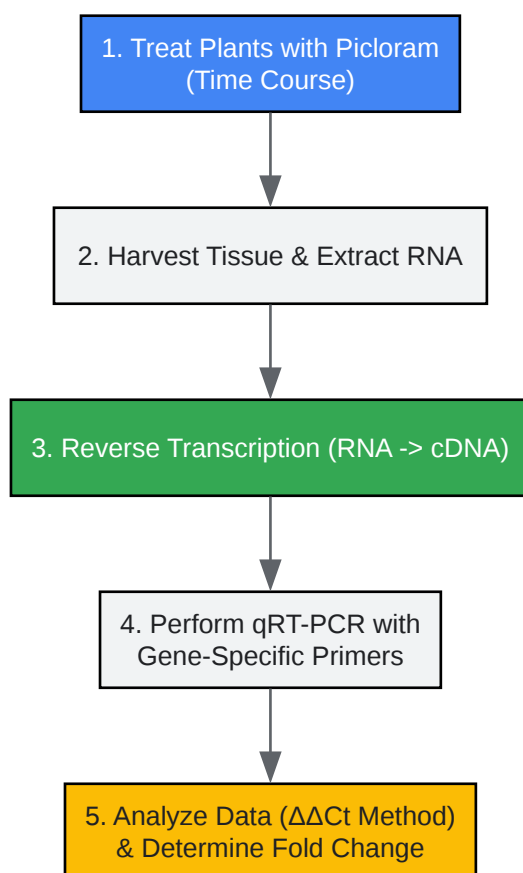 1. Treat Plants with Picloram
(Time Course)
2. Harvest Tissue & Extract RNA
3. Reverse Transcription (RNA -> cDNA)
4. Perform qRT-PCR with
Gene-Specific Primers
5. Analyze Data (ΔΔCt Method)
& Determine Fold Change